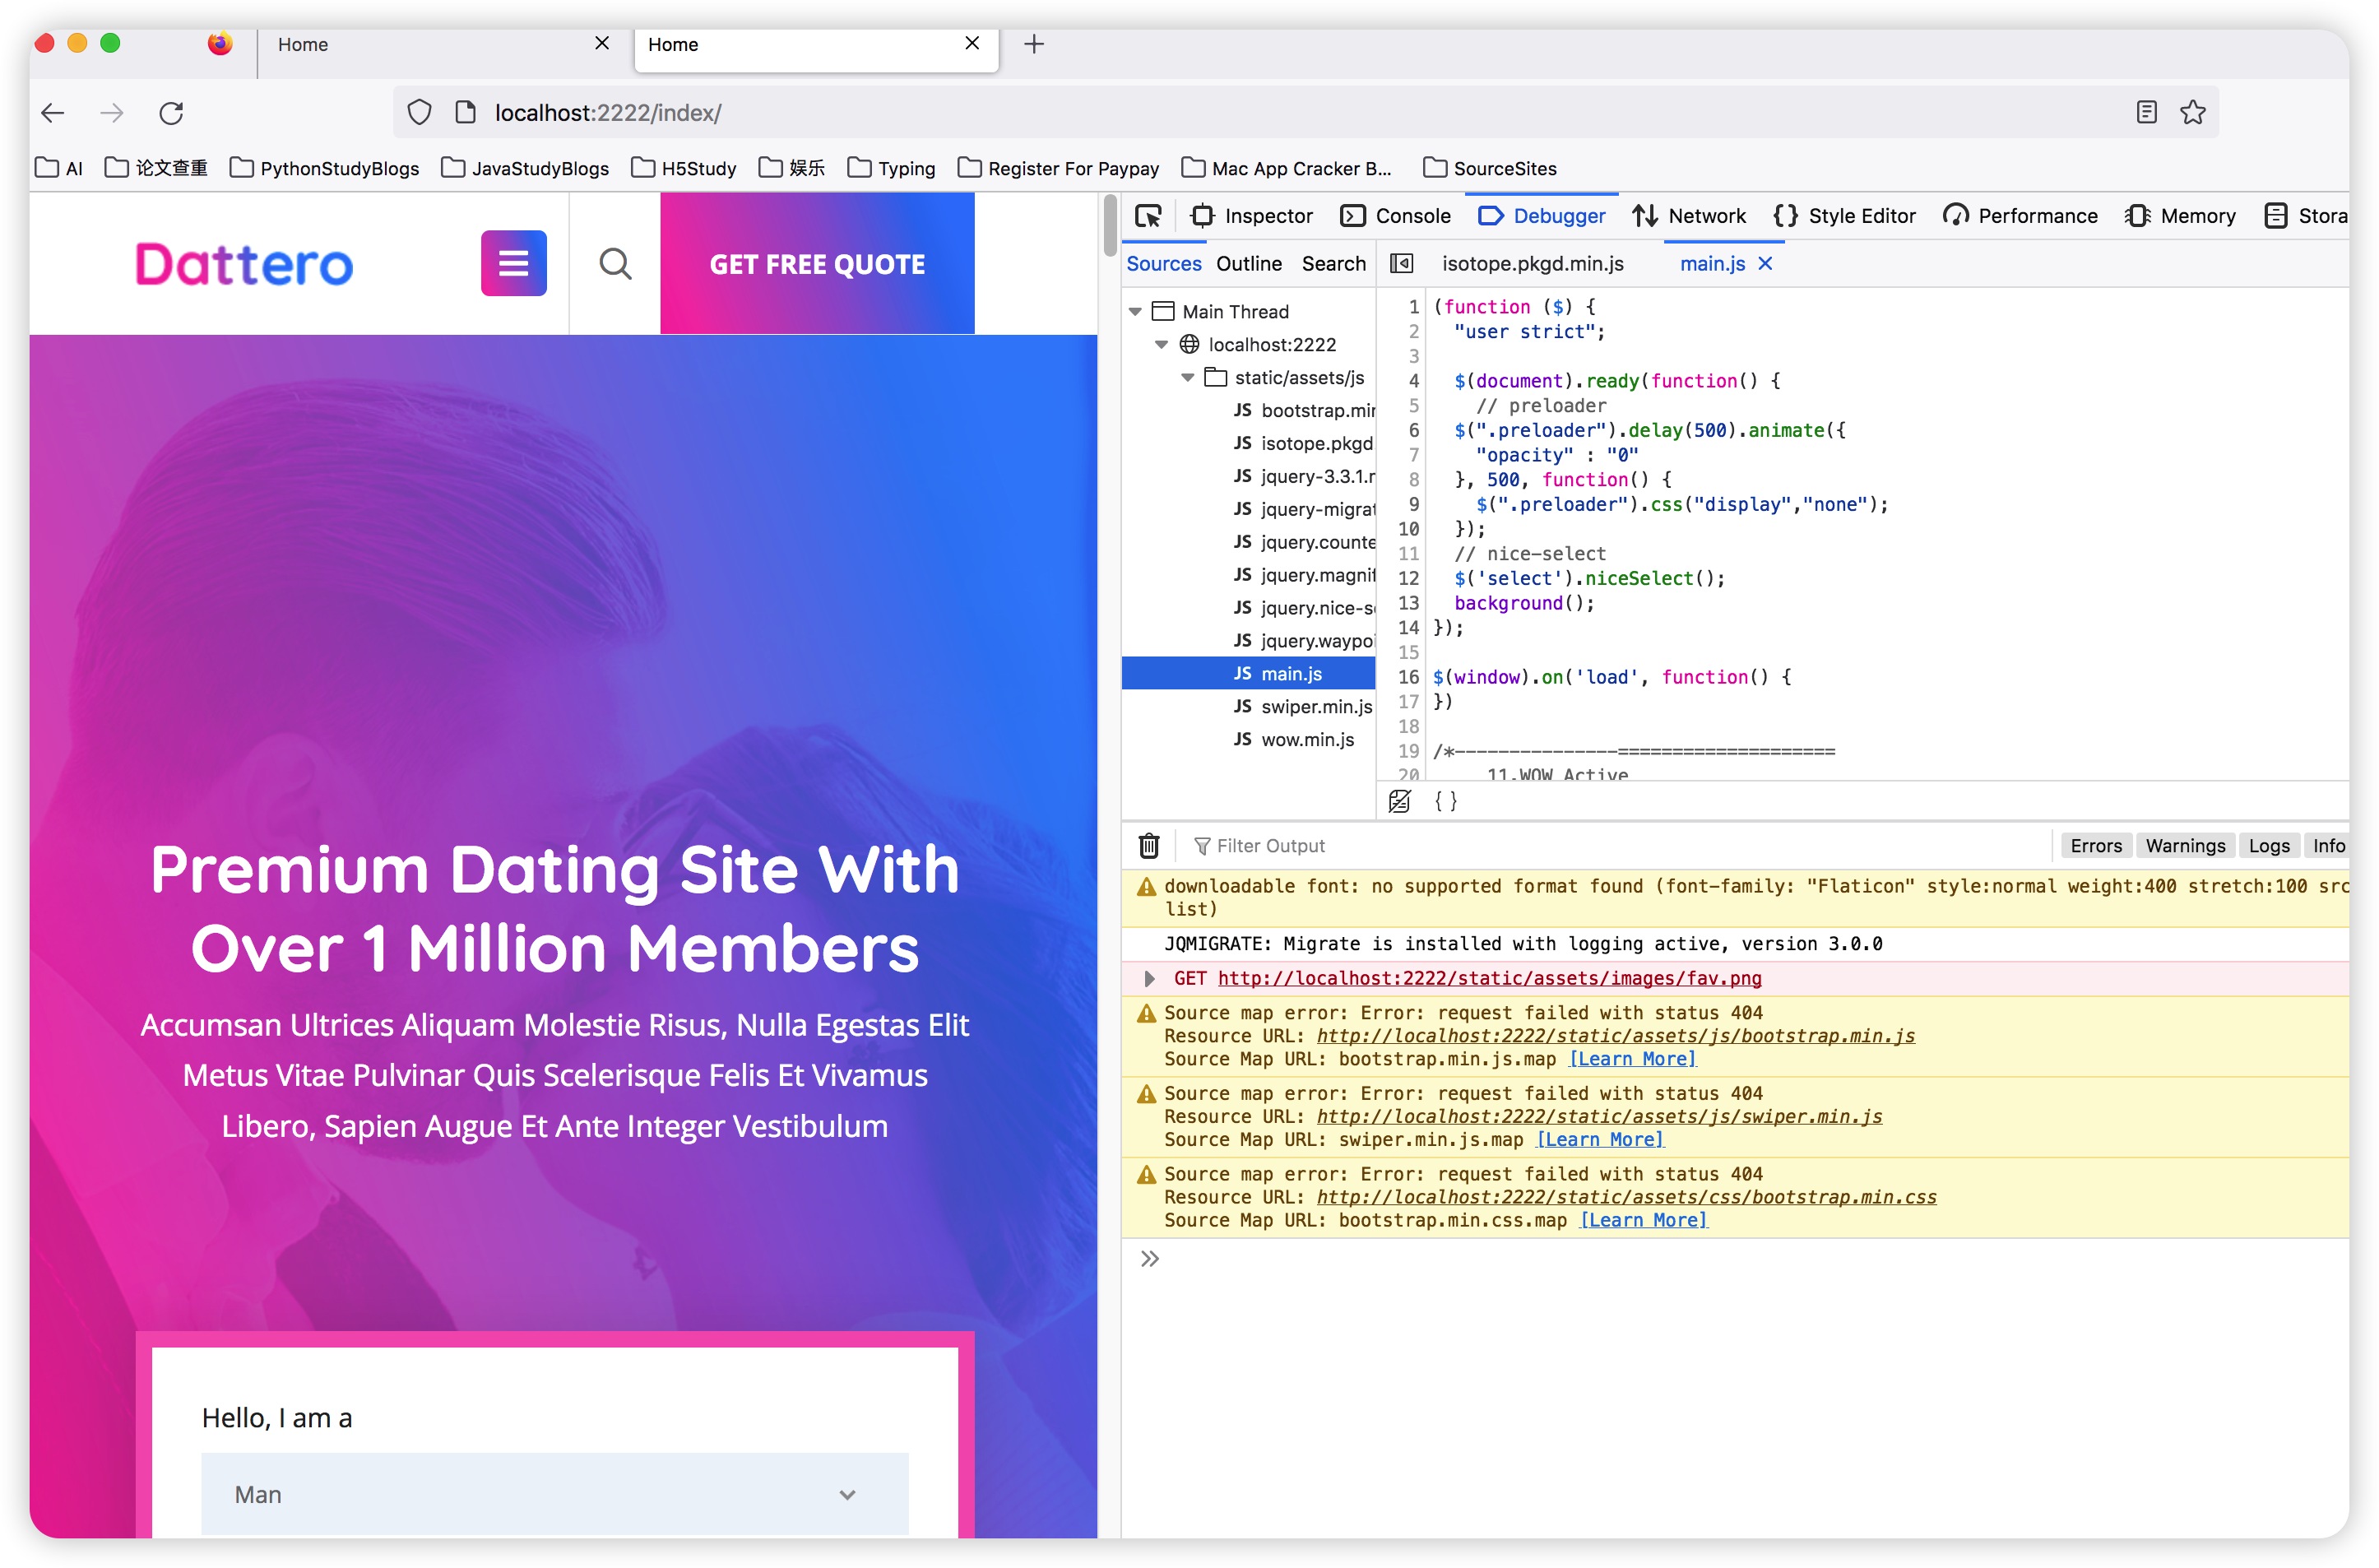 Home
Home
localhost:2222/index/
AI 论文查重 PythonStudyBlogs JavaStudyBlogs H5Study 娱乐 Typing Register For Paypay Mac App Cracker B... SourceSites
Dattero
GET FREE QUOTE
Premium Dating Site With
Over 1 Million Members
Accumsan Ultrices Aliquam Molestie Risus, Nulla Egestas Elit
Metus Vitae Pulvinar Quis Scelerisque Felis Et Vivamus
Libero, Sapien Augue Et Ante Integer Vestibulum
Hello, I am a
Man
Inspector Console Debugger Network Style Editor Performance Memory Stora
Sources Outline Search
isotope.pkgd.min.js main.js
Main Thread
localhost:2222
static/assets/js
JS bootstrap.min
JS isotope.pkgd
JS jquery-3.3.1.m
JS jquery-migrat
JS jquery.counte
JS jquery.magnif
JS jquery.nice-se
JS jquery.waypoi
JS main.js
JS swiper.min.js
JS wow.min.js
1 (function ($) {
2 "user strict";
3
4 $(document).ready(function() {
5 // preloader
6 $(".preloader").delay(500).animate({
7 "opacity" : "0"
8 }, 500, function() {
9 $(".preloader").css("display","none");
10 });
11 // nice-select
12 $('select').niceSelect();
13 background();
14 });
15
16 $(window).on('load', function() {
17 })
18
19 /*---------------====================
20 11.WOW Active
{ }
Filter Output
Errors Warnings Logs Info
downloadable font: no supported format found (font-family: "Flaticon" style:normal weight:400 stretch:100 src
list)
JQMIGRATE: Migrate is installed with logging active, version 3.0.0
GET http://localhost:2222/static/assets/images/fav.png
Source map error: Error: request failed with status 404
Resource URL: http://localhost:2222/static/assets/js/bootstrap.min.js
Source Map URL: bootstrap.min.js.map [Learn More]
Source map error: Error: request failed with status 404
Resource URL: http://localhost:2222/static/assets/js/swiper.min.js
Source Map URL: swiper.min.js.map [Learn More]
Source map error: Error: request failed with status 404
Resource URL: http://localhost:2222/static/assets/css/bootstrap.min.css
Source Map URL: bootstrap.min.css.map [Learn More]